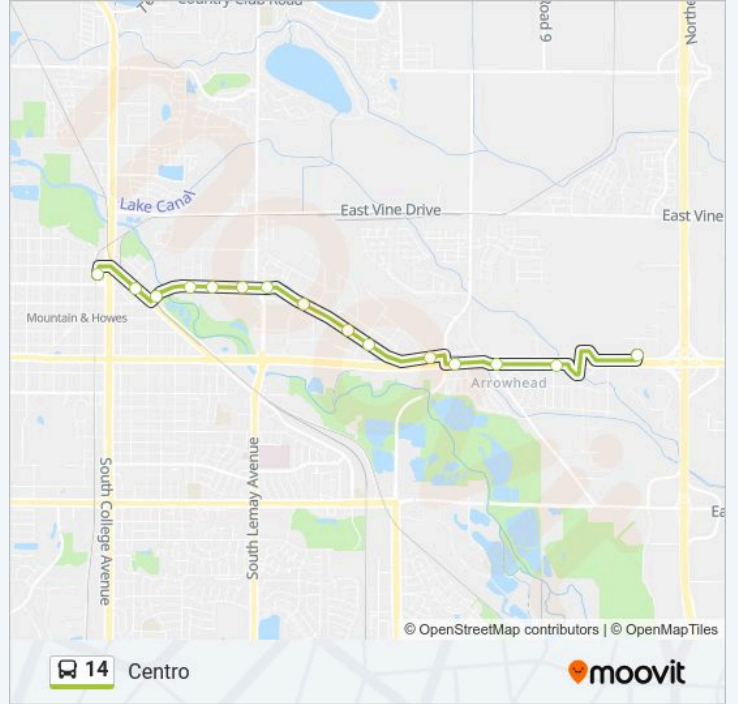 Country Club Road
Road 9
Northe
Lake Canal
East Vine Drive
East Vine
Mountain & Howes
Arrowhead
South College Avenue
South Lemay Avenue
Ea
© OpenStreetMap contributors | © OpenMapTiles
14 Centro
moovit